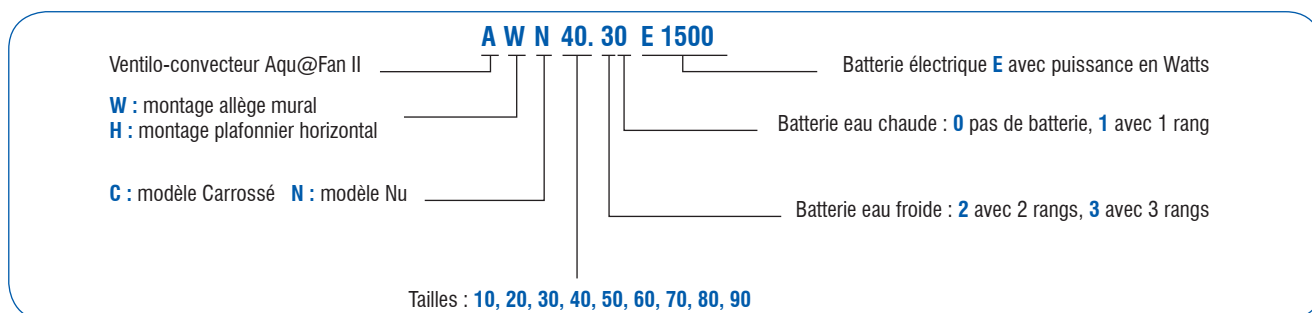 A W N 40. 30 E 1500
Ventilo-convecteur Aqu@Fan II
Batterie électrique E avec puissance en Watts
W : montage allège mural
H : montage plafonnier horizontal
Batterie eau chaude : 0 pas de batterie, 1 avec 1 rang
C : modèle Carrossé N : modèle Nu
Batterie eau froide : 2 avec 2 rangs, 3 avec 3 rangs
Tailles : 10, 20, 30, 40, 50, 60, 70, 80, 90